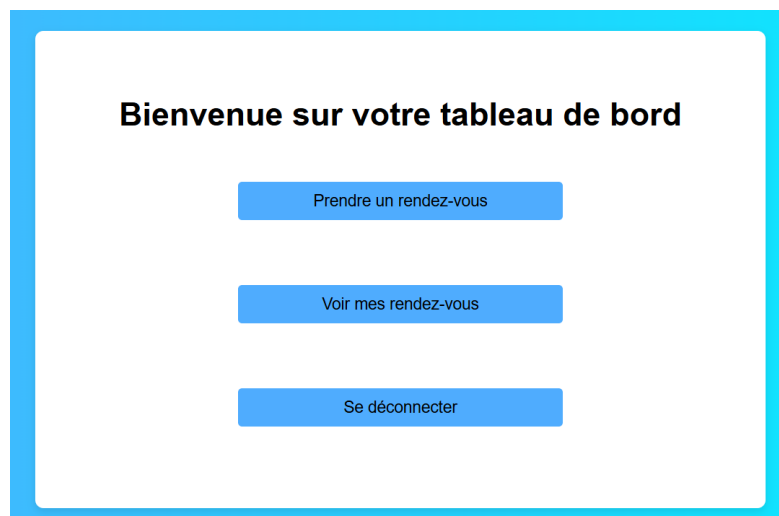 Bienvenue sur votre tableau de bord
Prendre un rendez-vous
Voir mes rendez-vous
Se déconnecter